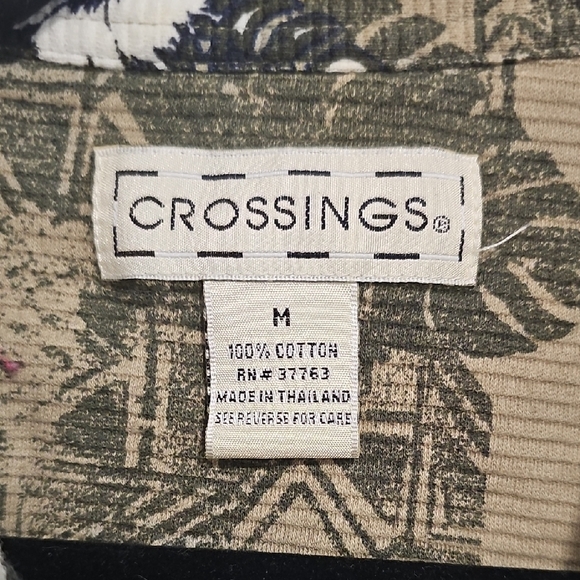 CROSSINGS®
M
100% COTTON
RN# 37763
MADE IN THAILAND
SEE REVERSE FOR CARE